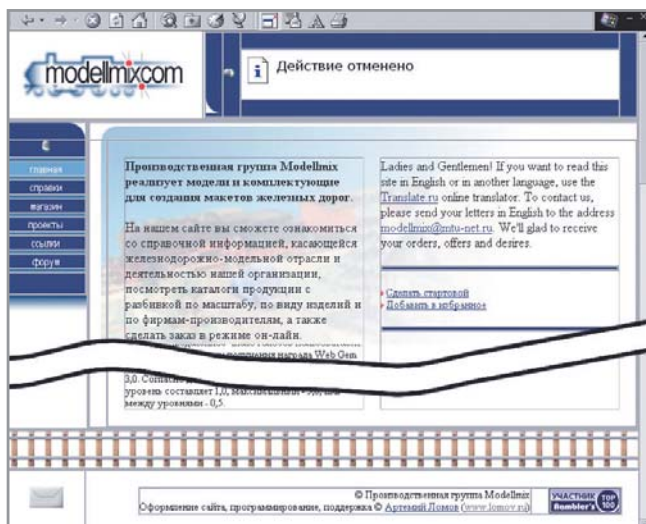 modellmix.com
Действие отменено
главная
справки
магазин
проекты
ссылки
форум
Производственная группа Modellmix
реализует модели и комплектующие
для создания макетов железных дорог.
На нашем сайте вы сможете ознакомиться
со справочной информацией, касающейся
железнодорожно-модельной отрасли и
деятельностью нашей организации,
посмотреть каталоги продукции с
разбивкой по масштабу, по виду изделий и
по фирмам-производителям, а также
сделать заказ в режиме он-лайн.
награда Web Gem
3,0. Согласно
уровень составляет 1,0,
между уровнями - 0,5.
Ladies and Gentlemen! If you want to read this
site in English or in another language, use the
Translate.ru online translator. To contact us,
please send your letters in English to the address
modellmix@mtu-net.ru. We'll glad to receive
your orders, offers and desires.
Сделать стартовой
Добавить в избранное
© Производственная группа Modellmix
Оформление сайта, программирование, поддержка © Артемий Ломов (www.lomov.ru)
УЧАСТНИК
Rambler's
TOP
100